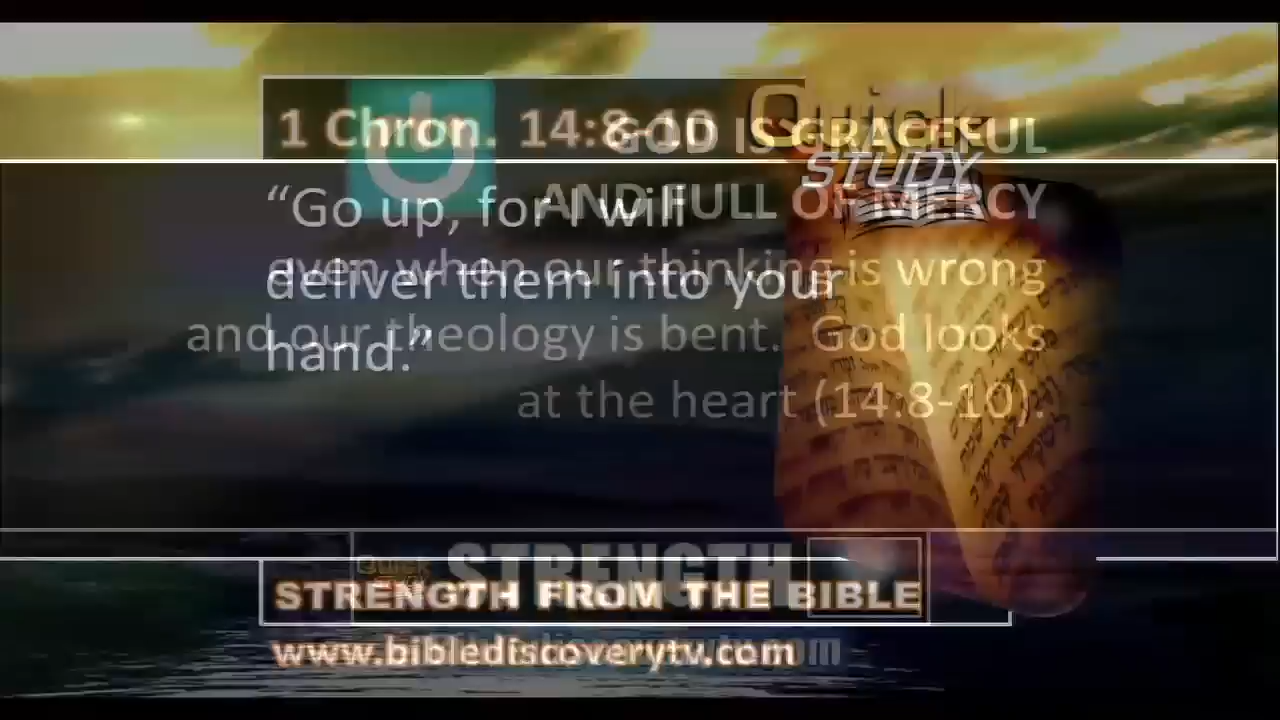 1 Chron. 14:8-10
“Go up, for I will
deliver them into your
hand.”
Quick
STUDY
GOD IS GRACEFUL
AND FULL OF MERCY
even when our thinking is wrong
and our theology is bent. God looks
at the heart (14:8-10).
Quick
STRENGTH
STRENGTH FROM THE BIBLE
www.biblediscoverytv.com